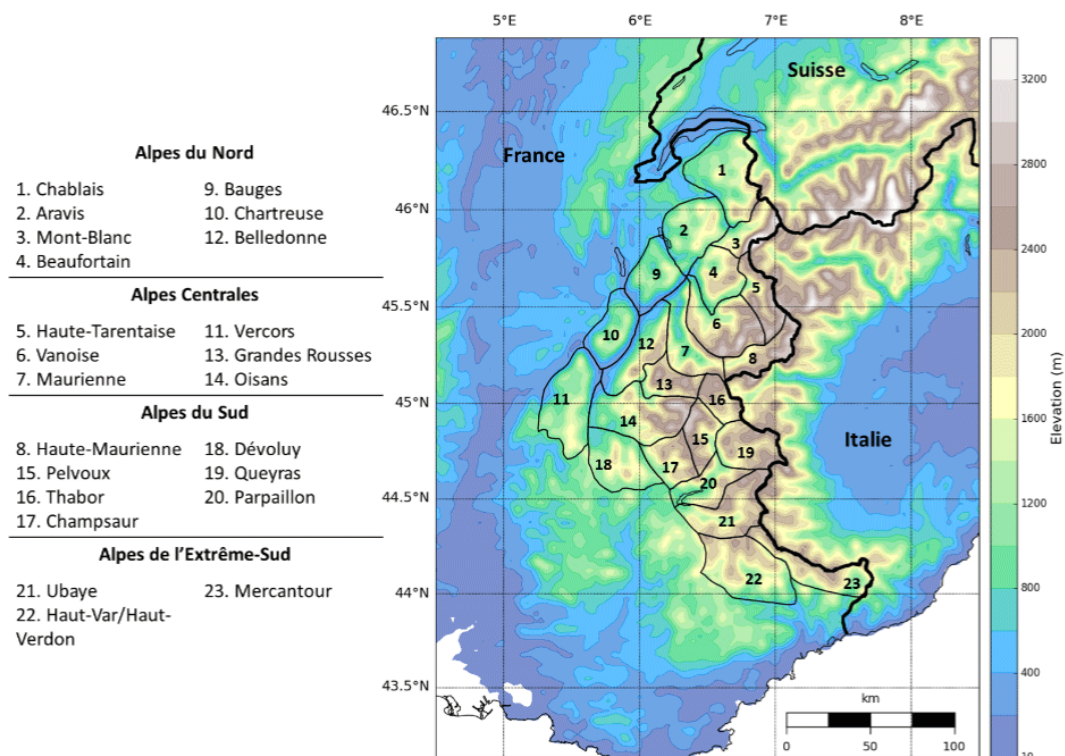 Alpes du Nord
1. Chablais 9. Bauges
2. Aravis 10. Chartreuse
3. Mont-Blanc 12. Belledonne
4. Beaufortain
Alpes Centrales
5. Haute-Tarentaise 11. Vercors
6. Vanoise 13. Grandes Rousses
7. Maurienne 14. Oisans
Alpes du Sud
8. Haute-Maurienne 18. Dévoluy
15. Pelvoux 19. Queyras
16. Thabor 20. Parpaillon
17. Champsaur
Alpes de l'Extrême-Sud
21. Ubaye 23. Mercantour
22. Haut-Var/Haut-
Verdon
5°E 6°E 7°E 8°E
46.5°N
46°N
45.5°N
45°N
44.5°N
44°N
43.5°N
Suisse
France
Italie
1
2
3
4
5
9
6
10
12
7
8
13
16
11
14
15
19
18
17
20
21
22
23
km
0 50 100
3200
2800
2400
2000
1600
1200
800
400
10
Elevation (m)